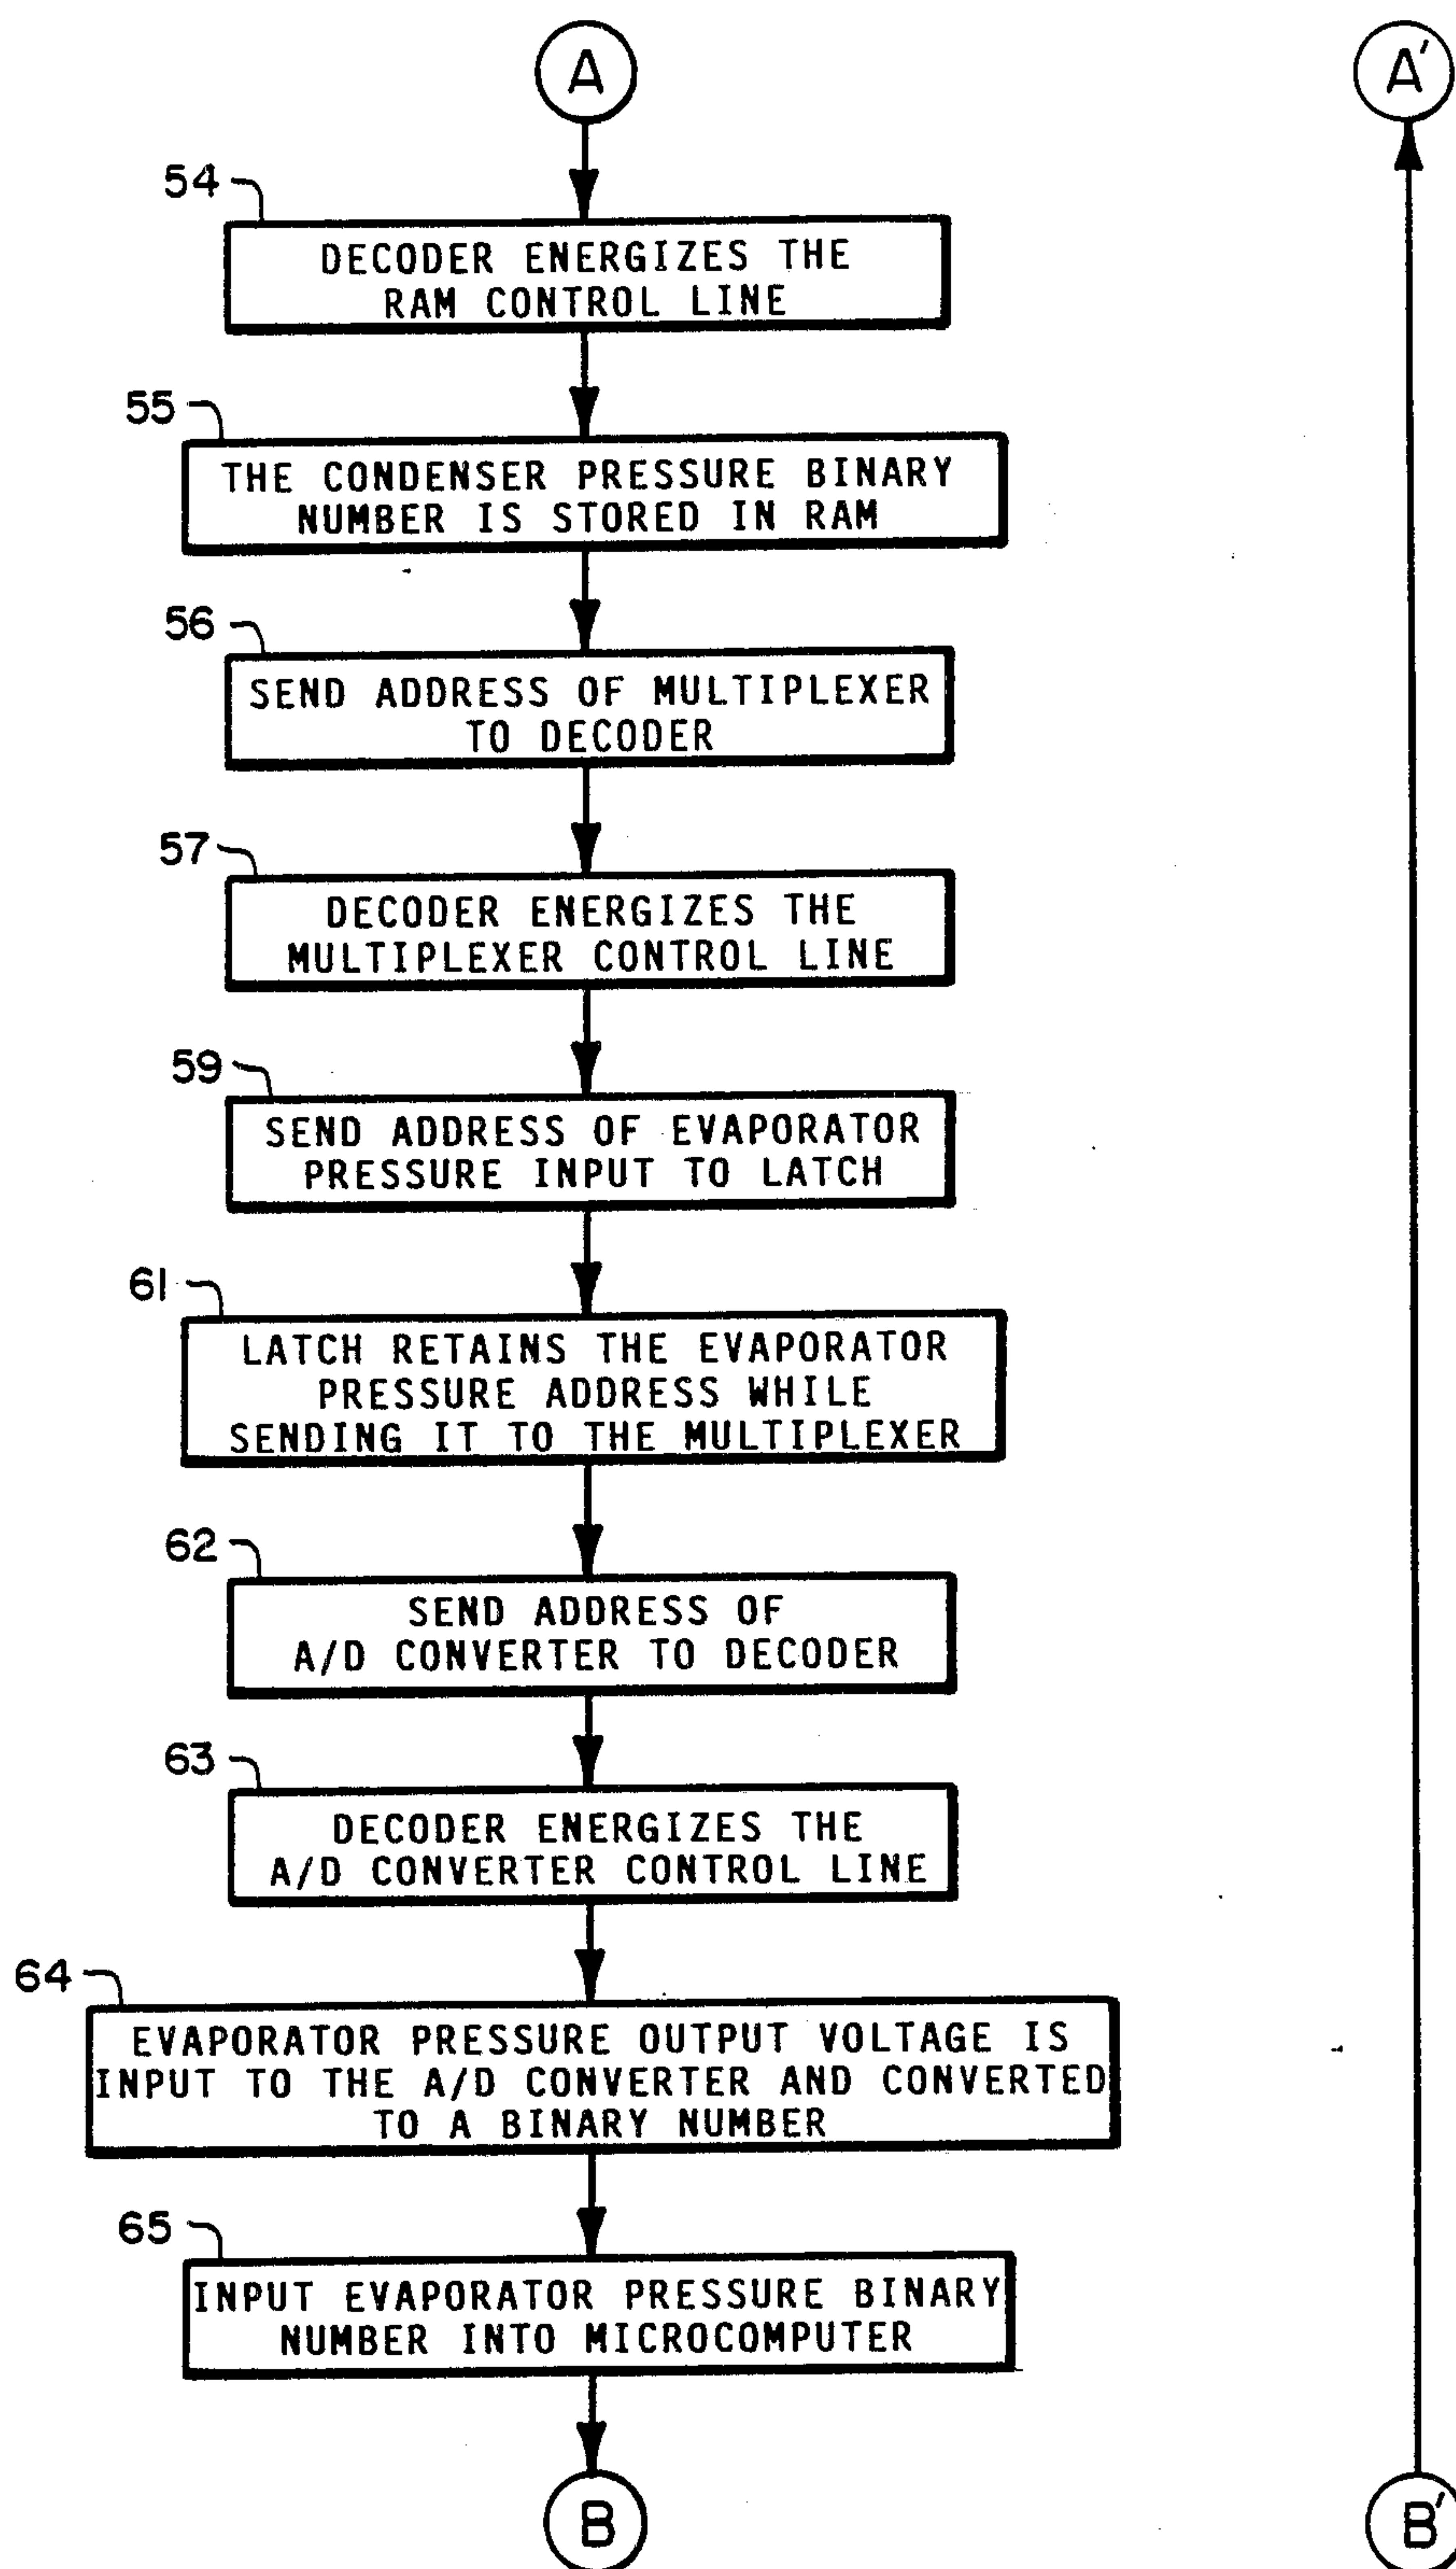 A
A'
54
DECODER ENERGIZES THE
RAM CONTROL LINE
55
THE CONDENSER PRESSURE BINARY
NUMBER IS STORED IN RAM
56
SEND ADDRESS OF MULTIPLEXER
TO DECODER
57
DECODER ENERGIZES THE
MULTIPLEXER CONTROL LINE
59
SEND ADDRESS OF EVAPORATOR
PRESSURE INPUT TO LATCH
61
LATCH RETAINS THE EVAPORATOR
PRESSURE ADDRESS WHILE
SENDING IT TO THE MULTIPLEXER
62
SEND ADDRESS OF
A/D CONVERTER TO DECODER
63
DECODER ENERGIZES THE
A/D CONVERTER CONTROL LINE
64
EVAPORATOR PRESSURE OUTPUT VOLTAGE IS
INPUT TO THE A/D CONVERTER AND CONVERTED
TO A BINARY NUMBER
65
INPUT EVAPORATOR PRESSURE BINARY
NUMBER INTO MICROCOMPUTER
B
B'